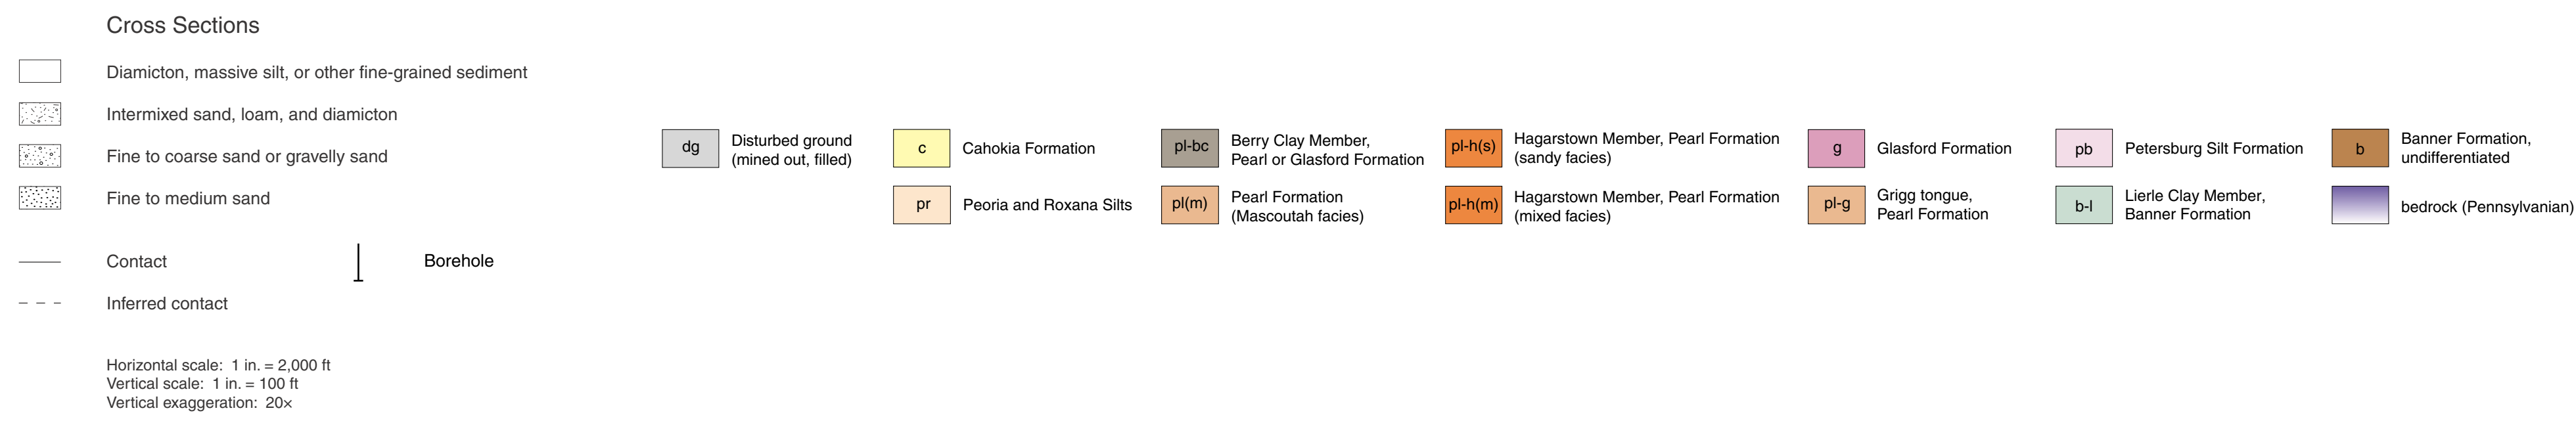 Cross Sections
Diamicton, massive silt, or other fine-grained sediment
Intermixed sand, loam, and diamicton
Fine to coarse sand or gravelly sand
Fine to medium sand
Contact
Borehole
Inferred contact
Horizontal scale: 1 in. = 2,000 ft
Vertical scale: 1 in. = 100 ft
Vertical exaggeration: 20×
dg
Disturbed ground
(mined out, filled)
c
Cahokia Formation
pr
Peoria and Roxana Silts
pl-bc
Berry Clay Member,
Pearl or Glasford Formation
pl(m)
Pearl Formation
(Mascoutah facies)
pl-h(s)
Hagarstown Member, Pearl Formation
(sandy facies)
pl-h(m)
Hagarstown Member, Pearl Formation
(mixed facies)
g
Glasford Formation
pl-g
Grigg tongue,
Pearl Formation
pb
Petersburg Silt Formation
b-l
Lierle Clay Member,
Banner Formation
b
Banner Formation,
undifferentiated
bedrock (Pennsylvanian)